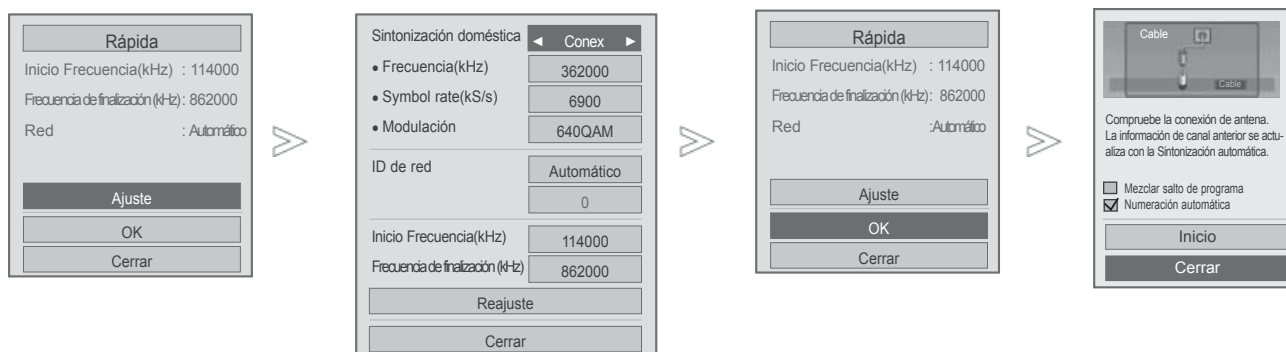 Rápida
Inicio Frecuencia(kHz) : 114000
Frecuencia de finalización (kHz) : 862000
Red : Automático
Ajuste
OK
Cerrar
Sintonización doméstica ◄ Conex ►
• Frecuencia(kHz) 362000
• Symbol rate(kS/s) 6900
• Modulación 640QAM
ID de red Automático
0
Inicio Frecuencia(kHz) 114000
Frecuencia de finalización (kHz) 862000
Reajuste
Cerrar
Rápida
Inicio Frecuencia(kHz) : 114000
Frecuencia de finalización (kHz) : 862000
Red :Automático
Ajuste
OK
Cerrar
Cable
Cable
Compruebe la conexión de antena.
La información de canal anterior se actu-
aliza con la Sintonización automática.
Mezclar salto de programa
Numeración automática
Inicio
Cerrar